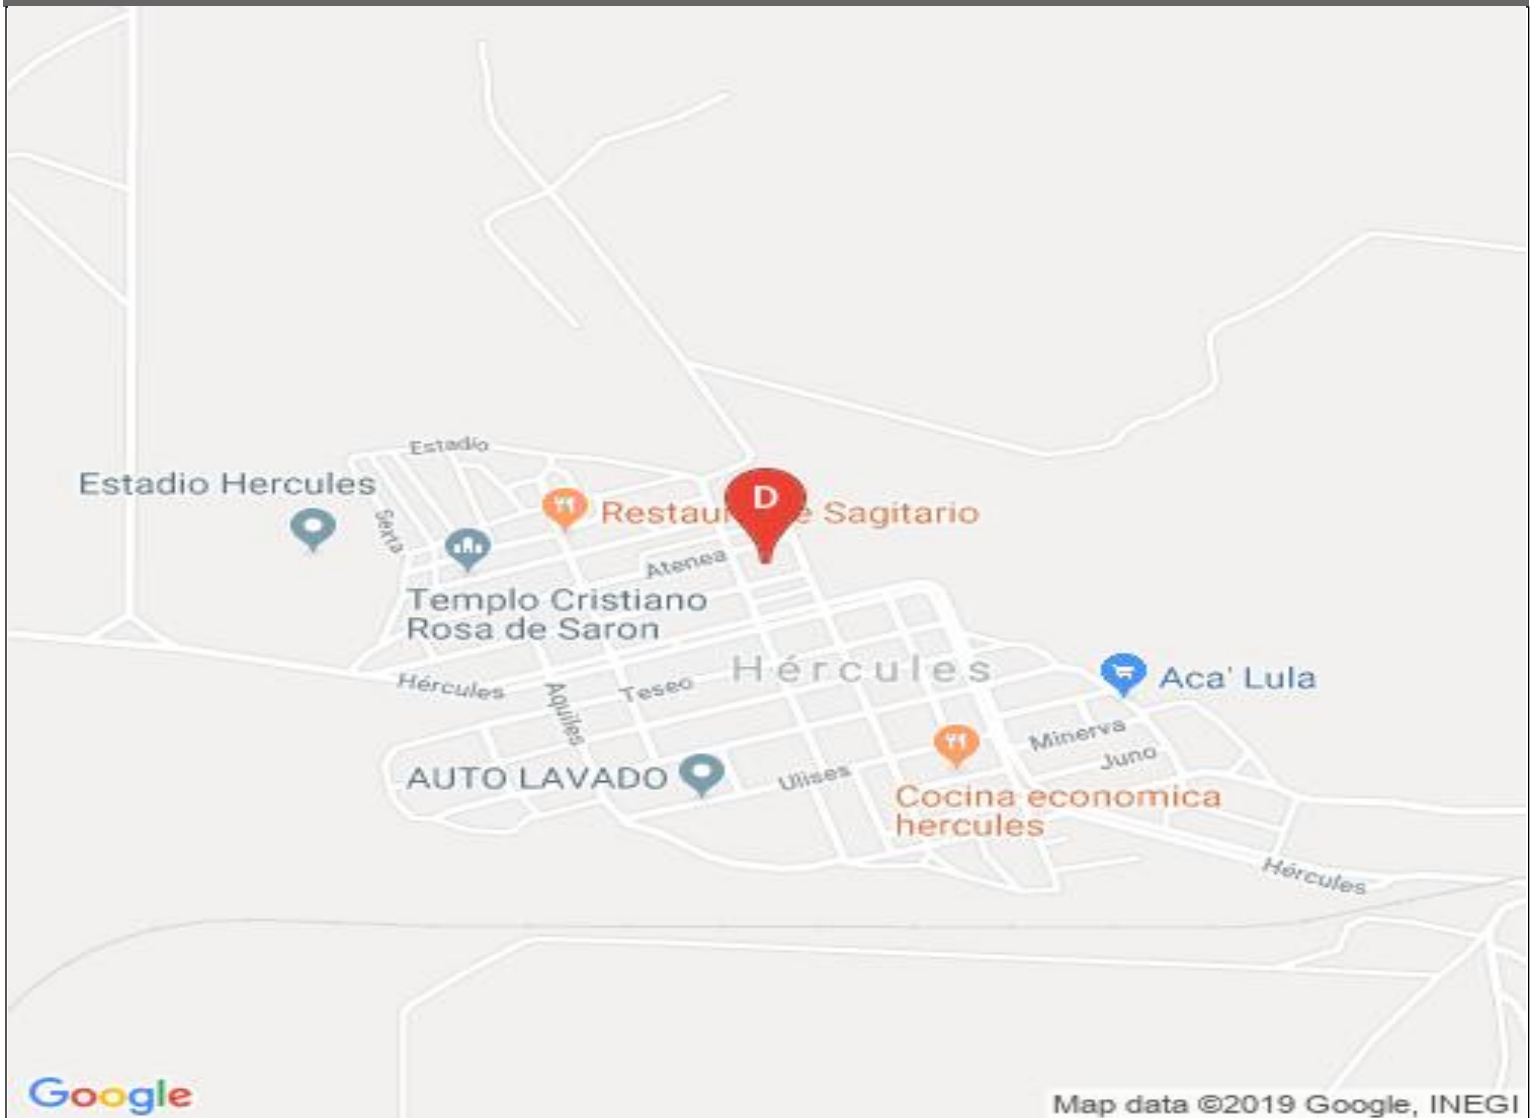 Estadio
Estadio Hercules
D
Restaur e Sagitario
Sexta
Atenea
Templo Cristiano
Rosa de Saron
Hércules
Hércules
Teseo
Aquiles
Aca' Lula
Minerva
Juno
AUTO LAVADO
Ulises
Cocina economica
hercules
Hércules
Google
Map data ©2019 Google, INEGI